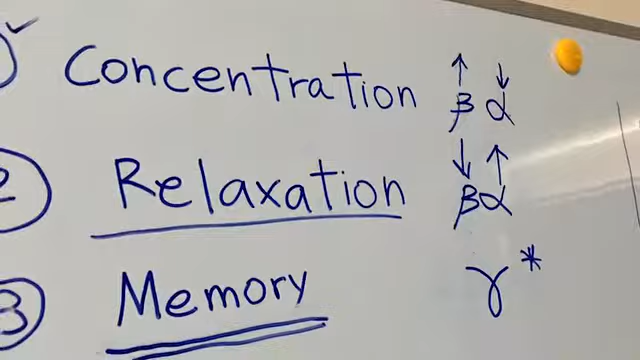 Concentration ↑β ↓α
② Relaxation ↓β ↑α
③ Memory γ*